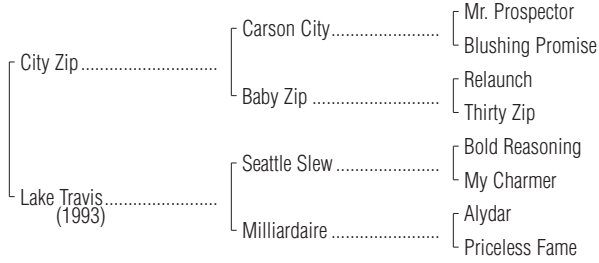 Mr. Prospector
Carson City
Blushing Promise
City Zip
Relaunch
Baby Zip
Thirty Zip
Bold Reasoning
Seattle Slew
My Charmer
Lake Travis
(1993)
Alydar
Milliardaire
Priceless Fame